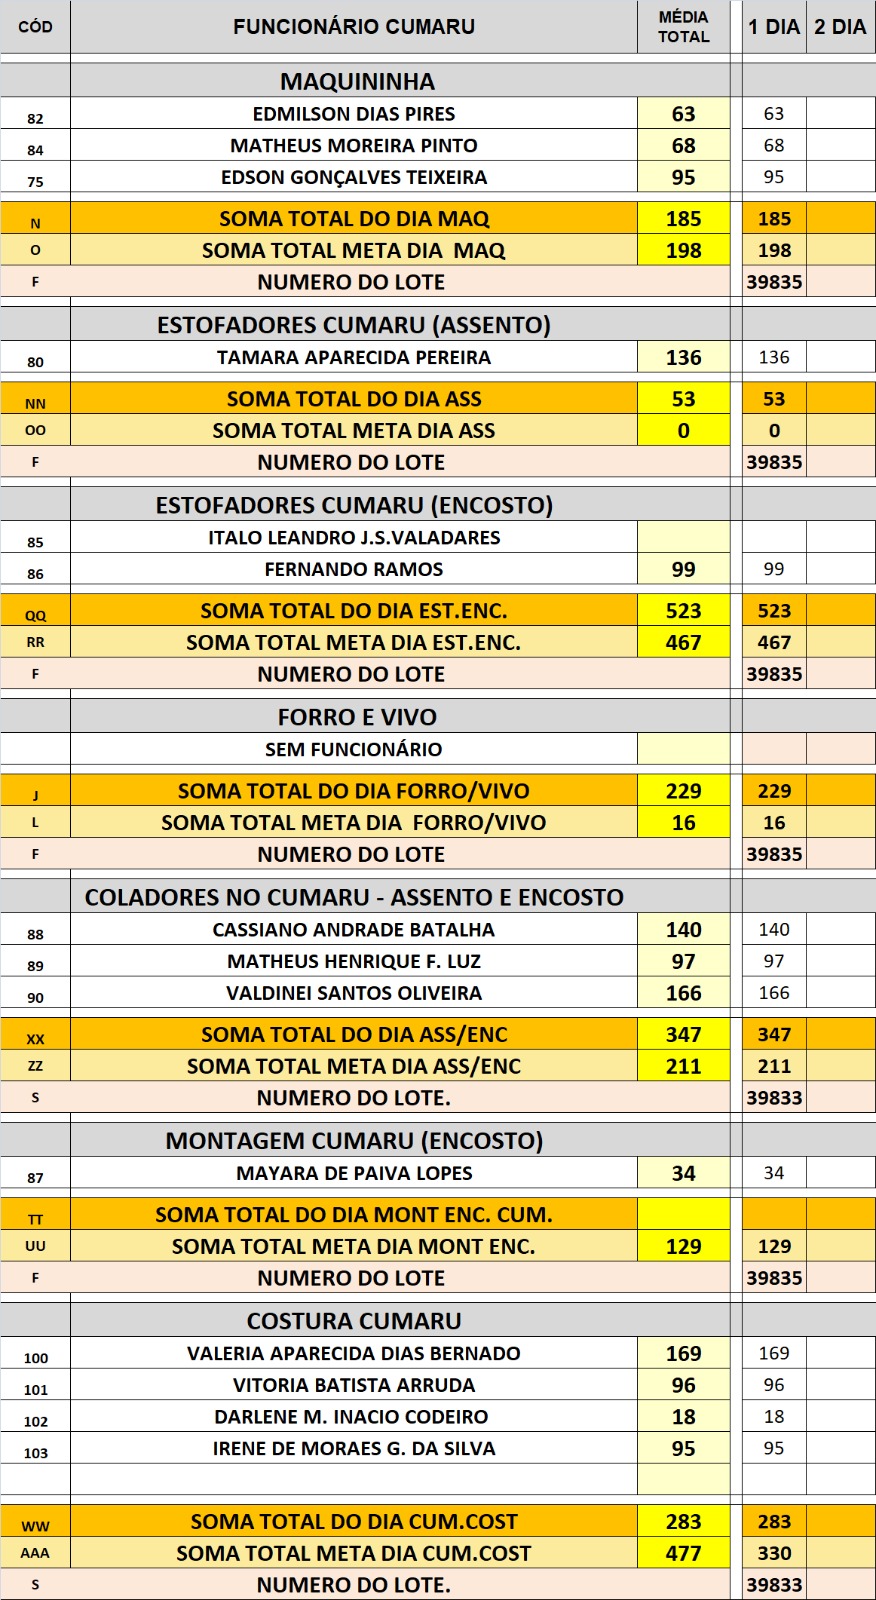 CÓD FUNCIONÁRIO CUMARU MÉDIA TOTAL 1 DIA 2 DIA
MAQUININHA
82 EDMILSON DIAS PIRES 63 63
84 MATHEUS MOREIRA PINTO 68 68
75 EDSON GONÇALVES TEIXEIRA 95 95
N SOMA TOTAL DO DIA MAQ 185 185
O SOMA TOTAL META DIA MAQ 198 198
F NUMERO DO LOTE 39835
ESTOFADORES CUMARU (ASSENTO)
80 TAMARA APARECIDA PEREIRA 136 136
NN SOMA TOTAL DO DIA ASS 53 53
OO SOMA TOTAL META DIA ASS 0 0
F NUMERO DO LOTE 39835
ESTOFADORES CUMARU (ENCOSTO)
85 ITALO LEANDRO J.S.VALADARES
86 FERNANDO RAMOS 99 99
QQ SOMA TOTAL DO DIA EST.ENC. 523 523
RR SOMA TOTAL META DIA EST.ENC. 467 467
F NUMERO DO LOTE 39835
FORRO E VIVO
SEM FUNCIONÁRIO
J SOMA TOTAL DO DIA FORRO/VIVO 229 229
L SOMA TOTAL META DIA FORRO/VIVO 16 16
F NUMERO DO LOTE 39835
COLADORES NO CUMARU - ASSENTO E ENCOSTO
88 CASSIANO ANDRADE BATALHA 140 140
89 MATHEUS HENRIQUE F. LUZ 97 97
90 VALDINEI SANTOS OLIVEIRA 166 166
XX SOMA TOTAL DO DIA ASS/ENC 347 347
ZZ SOMA TOTAL META DIA ASS/ENC 211 211
S NUMERO DO LOTE. 39833
MONTAGEM CUMARU (ENCOSTO)
87 MAYARA DE PAIVA LOPES 34 34
TT SOMA TOTAL DO DIA MONT ENC. CUM.
UU SOMA TOTAL META DIA MONT ENC. 129 129
F NUMERO DO LOTE 39835
COSTURA CUMARU
100 VALERIA APARECIDA DIAS BERNADO 169 169
101 VITORIA BATISTA ARRUDA 96 96
102 DARLENE M. INACIO CODEIRO 18 18
103 IRENE DE MORAES G. DA SILVA 95 95
WW SOMA TOTAL DO DIA CUM.COST 283 283
AAA SOMA TOTAL META DIA CUM.COST 477 330
S NUMERO DO LOTE. 39833